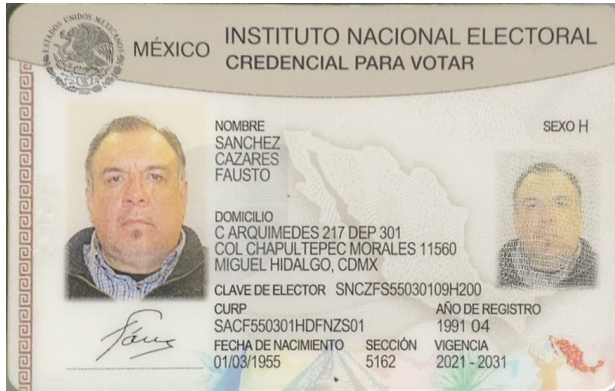 ESTADOS UNIDOS MEXICANOS
MÉXICO
INSTITUTO NACIONAL ELECTORAL
CREDENCIAL PARA VOTAR
NOMBRE
SANCHEZ
CAZARES
FAUSTO
SEXO H
DOMICILIO
C ARQUIMEDES 217 DEP 301
COL CHAPULTEPEC MORALES 11560
MIGUEL HIDALGO, CDMX
CLAVE DE ELECTOR SNCZFS55030109H200
CURP
SACF550301HDFNZS01
AÑO DE REGISTRO
1991 04
FECHA DE NACIMIENTO
01/03/1955
SECCIÓN
5162
VIGENCIA
2021 - 2031